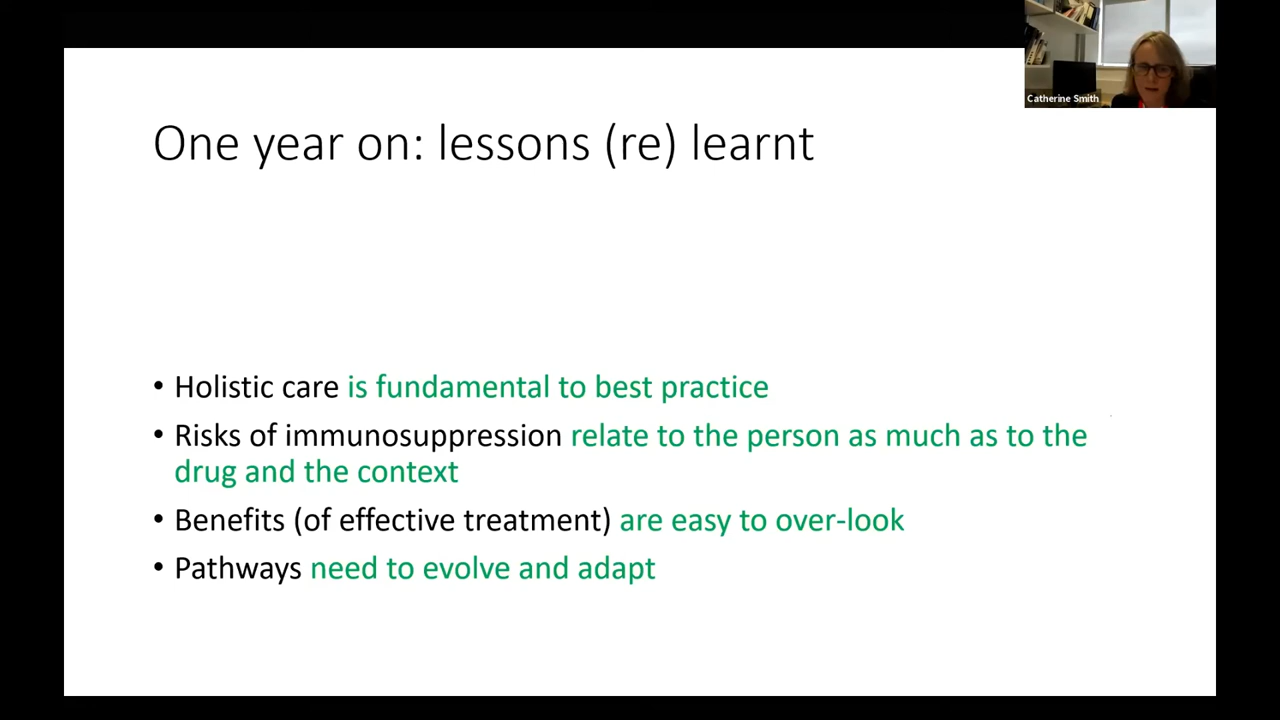 Catherine Smith
One year on: lessons (re) learnt
• Holistic care is fundamental to best practice
• Risks of immunosuppression relate to the person as much as to the
drug and the context
• Benefits (of effective treatment) are easy to over-look
• Pathways need to evolve and adapt